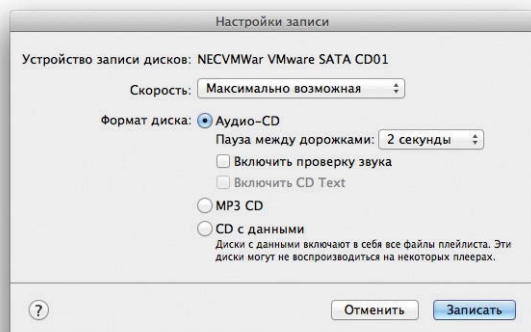 Настройки записи
Устройство записи дисков: NECVMWar VMware SATA CD01
Скорость: Максимально возможная
Формат диска: Аудио-CD
Пауза между дорожками: 2 секунды
Включить проверку звука
Включить CD Text
MP3 CD
CD с данными
Диски с данными включают в себя все файлы плейлиста. Эти
диски могут не воспроизводиться на некоторых плеерах.
? Отменить Записать